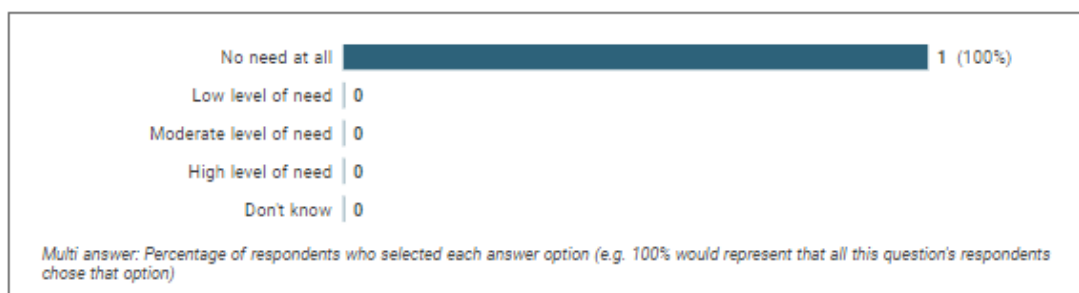 No need at all 1 (100%)
Low level of need 0
Moderate level of need 0
High level of need 0
Don't know 0
Multi answer: Percentage of respondents who selected each answer option (e.g. 100% would represent that all this question's respondents
chose that option)